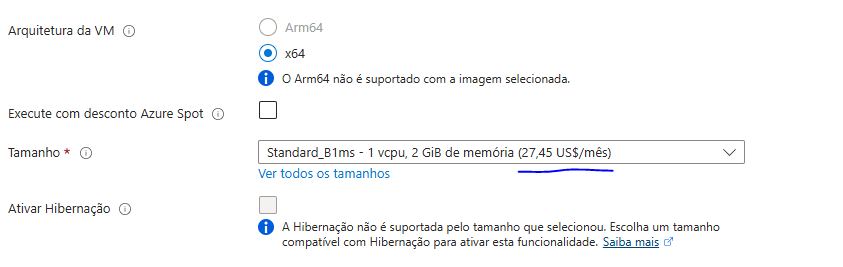 Arquitetura da VM
Arm64
x64
O Arm64 não é suportado com a imagem selecionada.
Execute com desconto Azure Spot
Tamanho *
Standard_B1ms - 1 vcpu, 2 GiB de memória (27,45 US$/mês)
Ver todos os tamanhos
Ativar Hibernação
A Hibernação não é suportada pelo tamanho que selecionou. Escolha um tamanho
compatível com Hibernação para ativar esta funcionalidade. Saiba mais